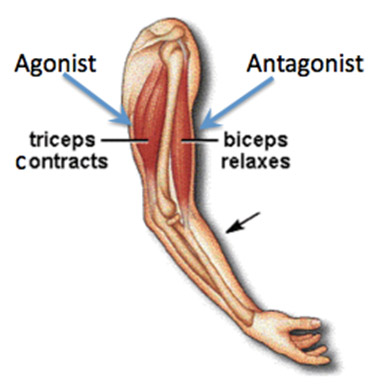 Agonist
Antagonist
triceps
contracts
biceps
relaxes